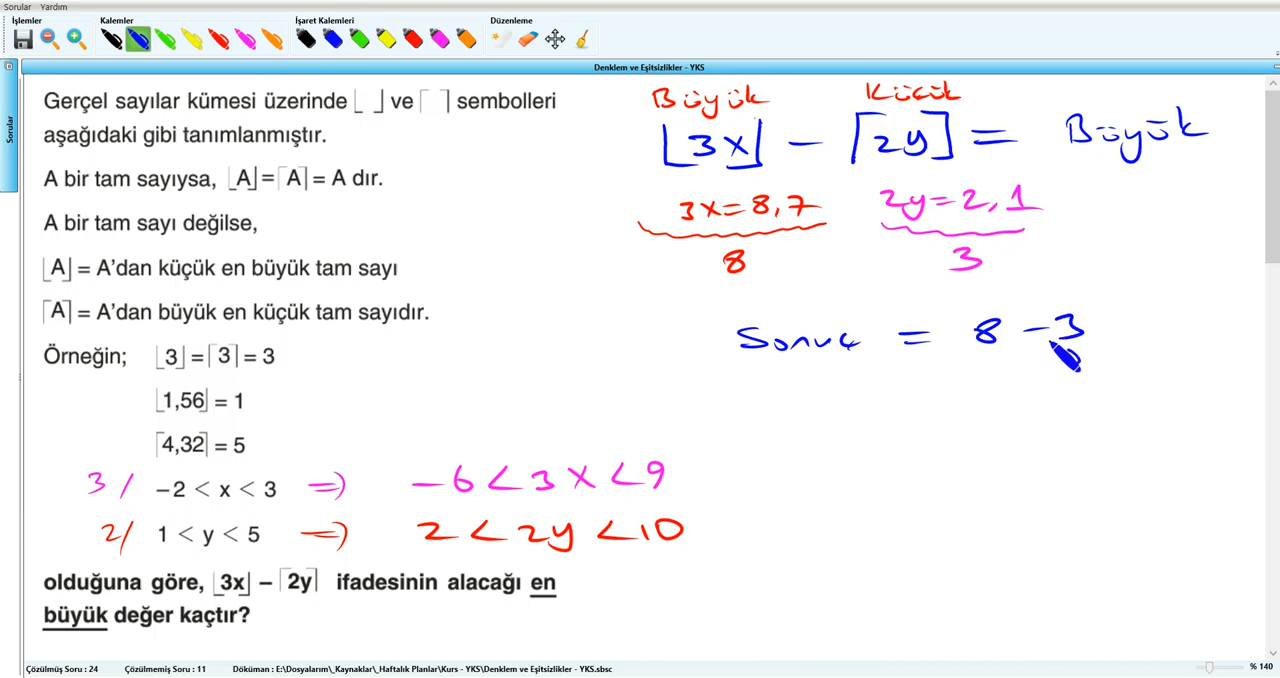 Sorular Yardım
İşlemler Kalemler İşaret Kalemleri Düzenleme
Denklem ve Eşitsizlikler - YKS
Sorular
Gerçel sayılar kümesi üzerinde ⌊ ⌋ ve ⌈ ⌉ sembolleri
aşağıdaki gibi tanımlanmıştır.
A bir tam sayıysa, ⌊A⌋ = ⌈A⌉ = A dır.
A bir tam sayı değilse,
⌊A⌋ = A'dan küçük en büyük tam sayı
⌈A⌉ = A'dan büyük en küçük tam sayıdır.
Örneğin; ⌊3⌋ = ⌈3⌉ = 3
⌊1,56⌋ = 1
⌈4,32⌉ = 5
3/ -2 < x < 3 ⇒ -6 < 3x < 9
2/ 1 < y < 5 ⇒ 2 < 2y < 10
olduğuna göre, ⌊3x⌋ – ⌈2y⌉ ifadesinin alacağı en
büyük değer kaçtır?
Büyük Küçük
⌊3x⌋ – ⌈2y⌉ = Büyük
3x=8,7 2y=2,1
8 3
Sonuç = 8 - 3
Çözülmüş Soru : 24 Çözülmemiş Soru : 11 Döküman : E:\Dosyalarım\_Kaynaklar\_Haftalık Planlar\Kurs - YKS\Denklem ve Eşitsizlikler - YKS.sbsc % 140